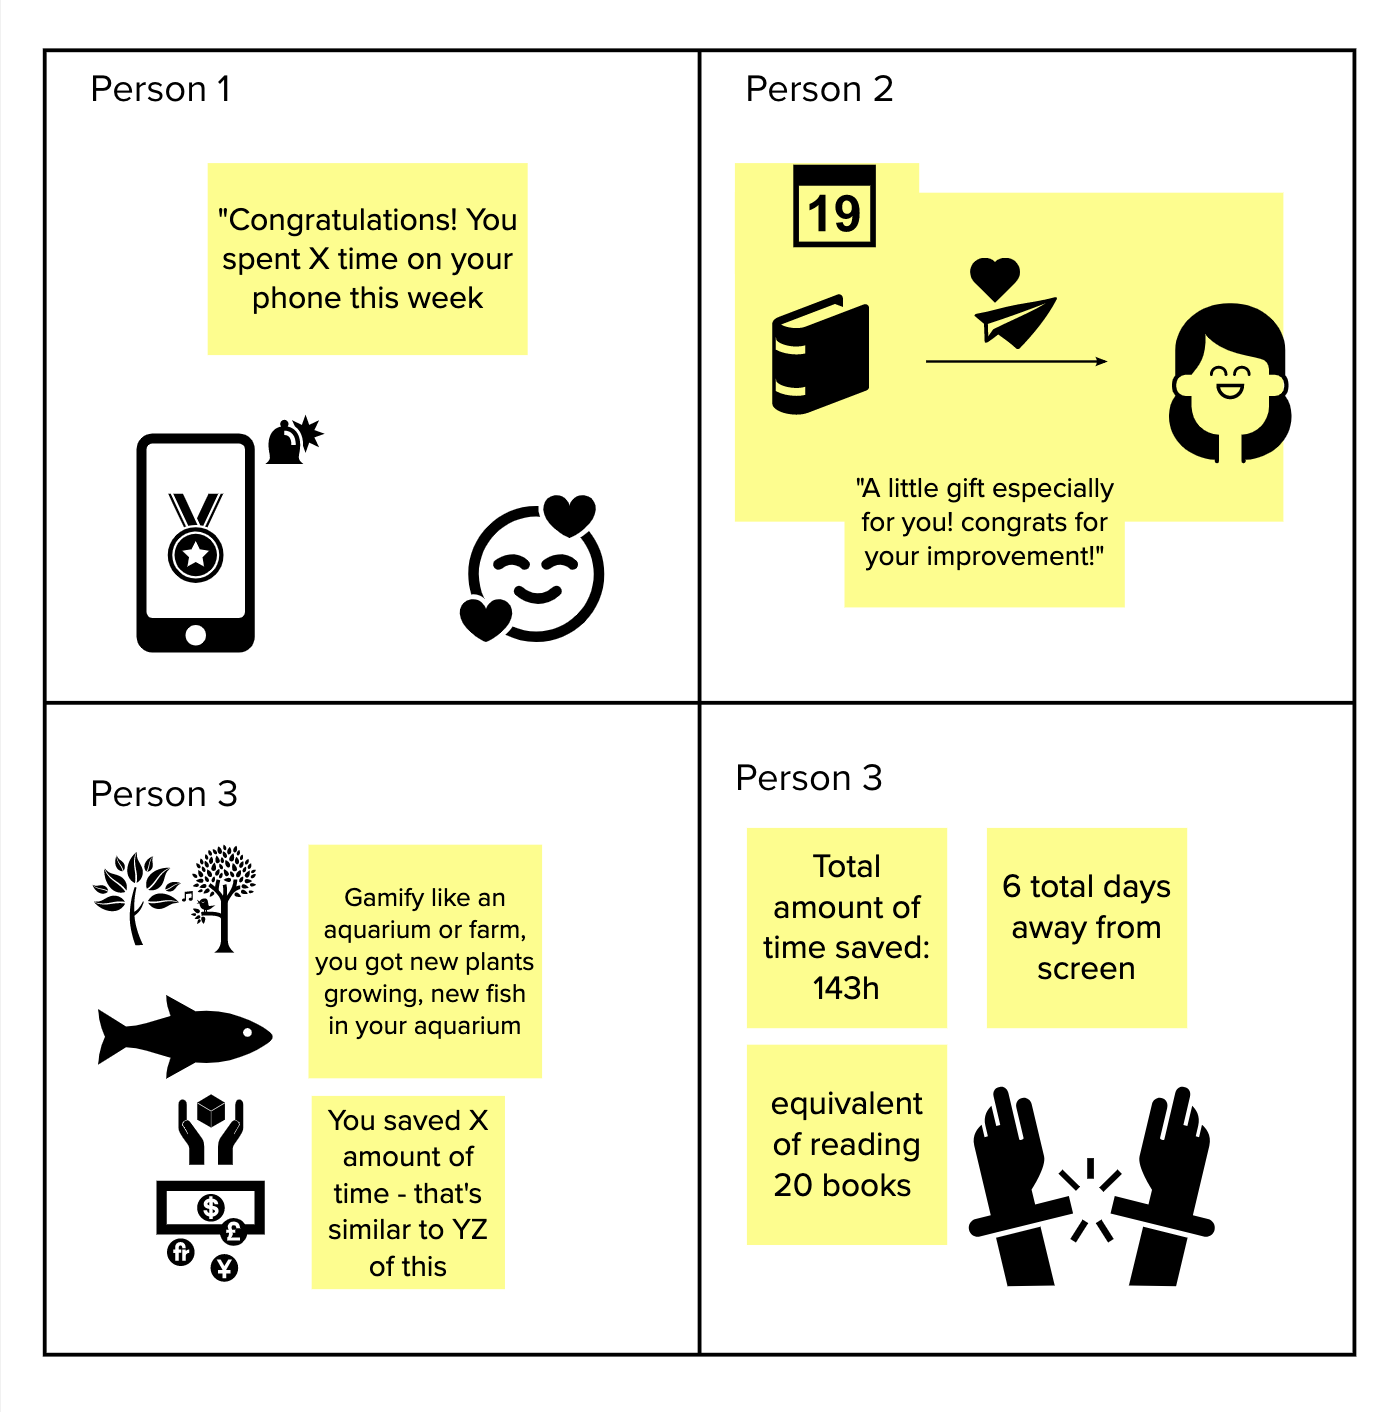 Person 1
"Congratulations! You
spent X time on your
phone this week
Person 2
19
"A little gift especially
for you! congrats for
your improvement!"
Person 3
Gamify like an
aquarium or farm,
you got new plants
growing, new fish
in your aquarium
You saved X
amount of
time - that's
similar to YZ
of this
$
£
fr
¥
Person 3
Total
amount of
time saved:
143h
6 total days
away from
screen
equivalent
of reading
20 books